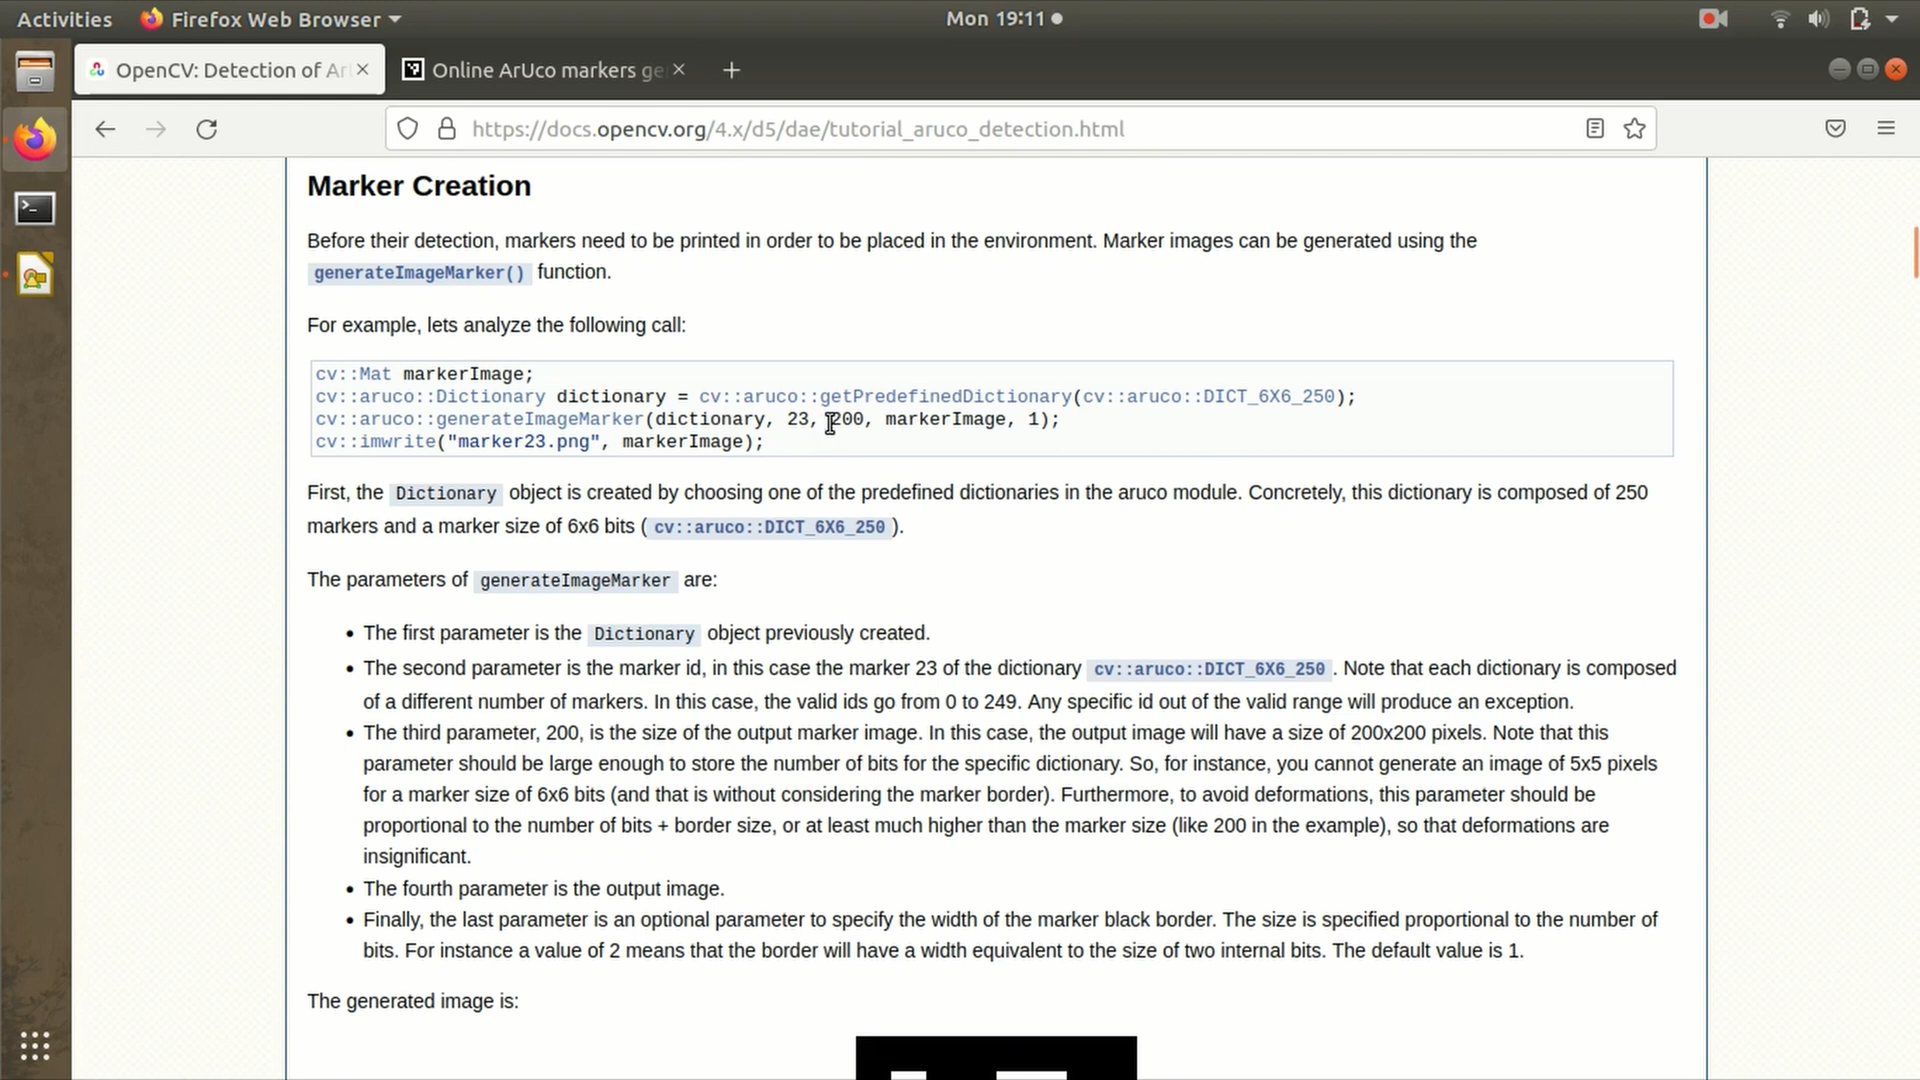 Activities Firefox Web Browser Mon 19:11
OpenCV: Detection of Ar Online ArUco markers ge
https://docs.opencv.org/4.x/d5/dae/tutorial_aruco_detection.html
Marker Creation
Before their detection, markers need to be printed in order to be placed in the environment. Marker images can be generated using the
generateImageMarker() function.
For example, lets analyze the following call:
cv::Mat markerImage;
cv::aruco::Dictionary dictionary = cv::aruco::getPredefinedDictionary(cv::aruco::DICT_6X6_250);
cv::aruco::generateImageMarker(dictionary, 23, 200, markerImage, 1);
cv::imwrite("marker23.png", markerImage);
First, the Dictionary object is created by choosing one of the predefined dictionaries in the aruco module. Concretely, this dictionary is composed of 250
markers and a marker size of 6x6 bits ( cv::aruco::DICT_6X6_250 ).
The parameters of generateImageMarker are:
• The first parameter is the Dictionary object previously created.
• The second parameter is the marker id, in this case the marker 23 of the dictionary cv::aruco::DICT_6X6_250 . Note that each dictionary is composed
of a different number of markers. In this case, the valid ids go from 0 to 249. Any specific id out of the valid range will produce an exception.
• The third parameter, 200, is the size of the output marker image. In this case, the output image will have a size of 200x200 pixels. Note that this
parameter should be large enough to store the number of bits for the specific dictionary. So, for instance, you cannot generate an image of 5x5 pixels
for a marker size of 6x6 bits (and that is without considering the marker border). Furthermore, to avoid deformations, this parameter should be
proportional to the number of bits + border size, or at least much higher than the marker size (like 200 in the example), so that deformations are
insignificant.
• The fourth parameter is the output image.
• Finally, the last parameter is an optional parameter to specify the width of the marker black border. The size is specified proportional to the number of
bits. For instance a value of 2 means that the border will have a width equivalent to the size of two internal bits. The default value is 1.
The generated image is: